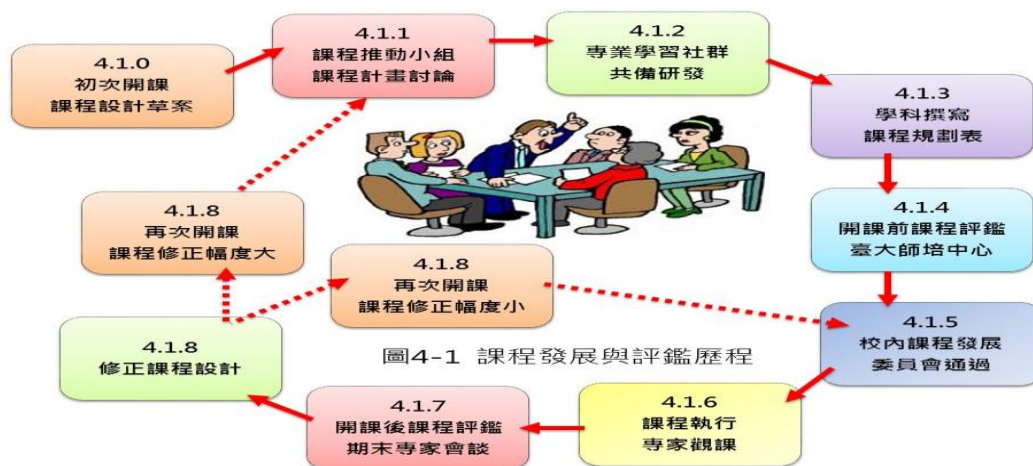 4.1.0
初次開課
課程設計草案
4.1.1
課程推動小組
課程計畫討論
4.1.2
專業學習社群
共備研發
4.1.3
學科撰寫
課程規劃表
4.1.4
開課前課程評鑑
臺大師培中心
4.1.5
校內課程發展
委員會通過
4.1.6
課程執行
專家觀課
4.1.7
開課後課程評鑑
期末專家會談
4.1.8
修正課程設計
4.1.8
再次開課
課程修正幅度大
4.1.8
再次開課
課程修正幅度小
圖4-1 課程發展與評鑑歷程